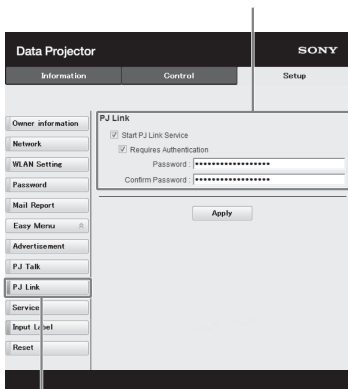 Data Projector
SONY
Information
Control
Setup
Owner information
Network
WLAN Setting
Password
Mail Report
Easy Menu
Advertisement
PJ Talk
PJ Link
Service
Input Label
Reset
PJ Link
Start PJ Link Service
Requires Authentication
Password : ••••••••••••••••••
Confirm Password : ••••••••••••••••••
Apply